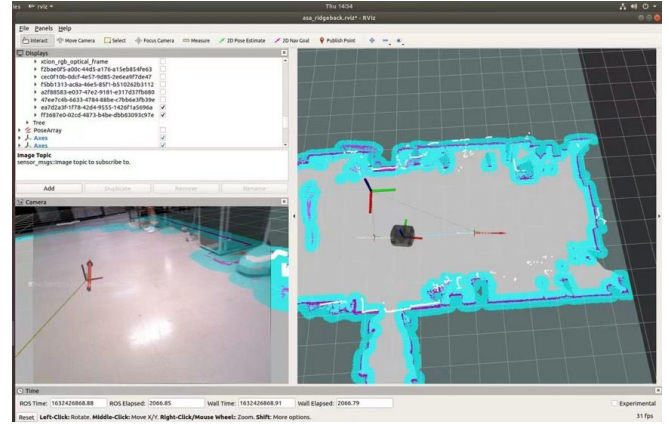 rviz
Thu 14:54
asa_ridgeback.rviz* - RViz
File Panels Help
Interact Move Camera Select Focus Camera Measure 2D Pose Estimate 2D Nav Goal Publish Point
Displays
xtion_rgb_optical_frame
PoseArray
Tree
Axes
Axes
Image Topic
sensor_msgs::Image topic to subscribe to.
Add Duplicate Remove Rename
Camera
Time
ROS Time: 1632426868.88 ROS Elapsed: 2066.85 Wall Time: 1632426868.91 Wall Elapsed: 2066.79 Experimental
Reset Left-Click: Rotate. Middle-Click: Move X/Y. Right-Click/Mouse Wheel: Zoom. Shift: More options. 31 fps